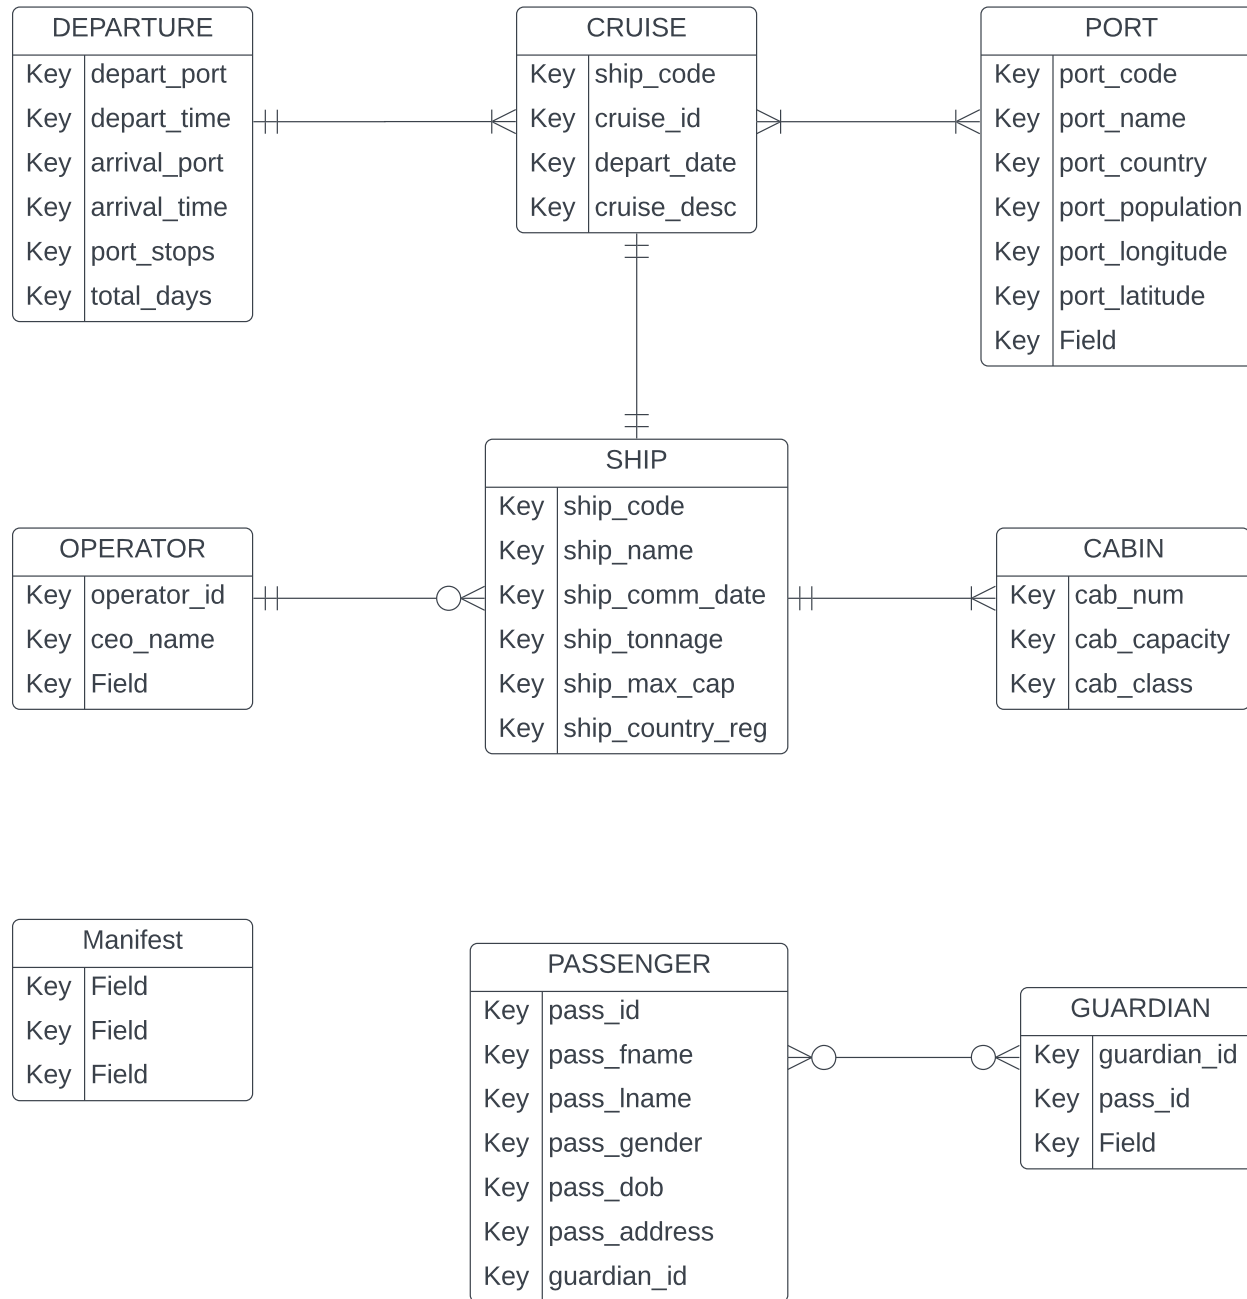 DEPARTURE
Key depart_port
Key depart_time
Key arrival_port
Key arrival_time
Key port_stops
Key total_days
CRUISE
Key ship_code
Key cruise_id
Key depart_date
Key cruise_desc
PORT
Key port_code
Key port_name
Key port_country
Key port_population
Key port_longitude
Key port_latitude
Key Field
OPERATOR
Key operator_id
Key ceo_name
Key Field
SHIP
Key ship_code
Key ship_name
Key ship_comm_date
Key ship_tonnage
Key ship_max_cap
Key ship_country_reg
CABIN
Key cab_num
Key cab_capacity
Key cab_class
Manifest
Key Field
Key Field
Key Field
PASSENGER
Key pass_id
Key pass_fname
Key pass_lname
Key pass_gender
Key pass_dob
Key pass_address
Key guardian_id
GUARDIAN
Key guardian_id
Key pass_id
Key Field